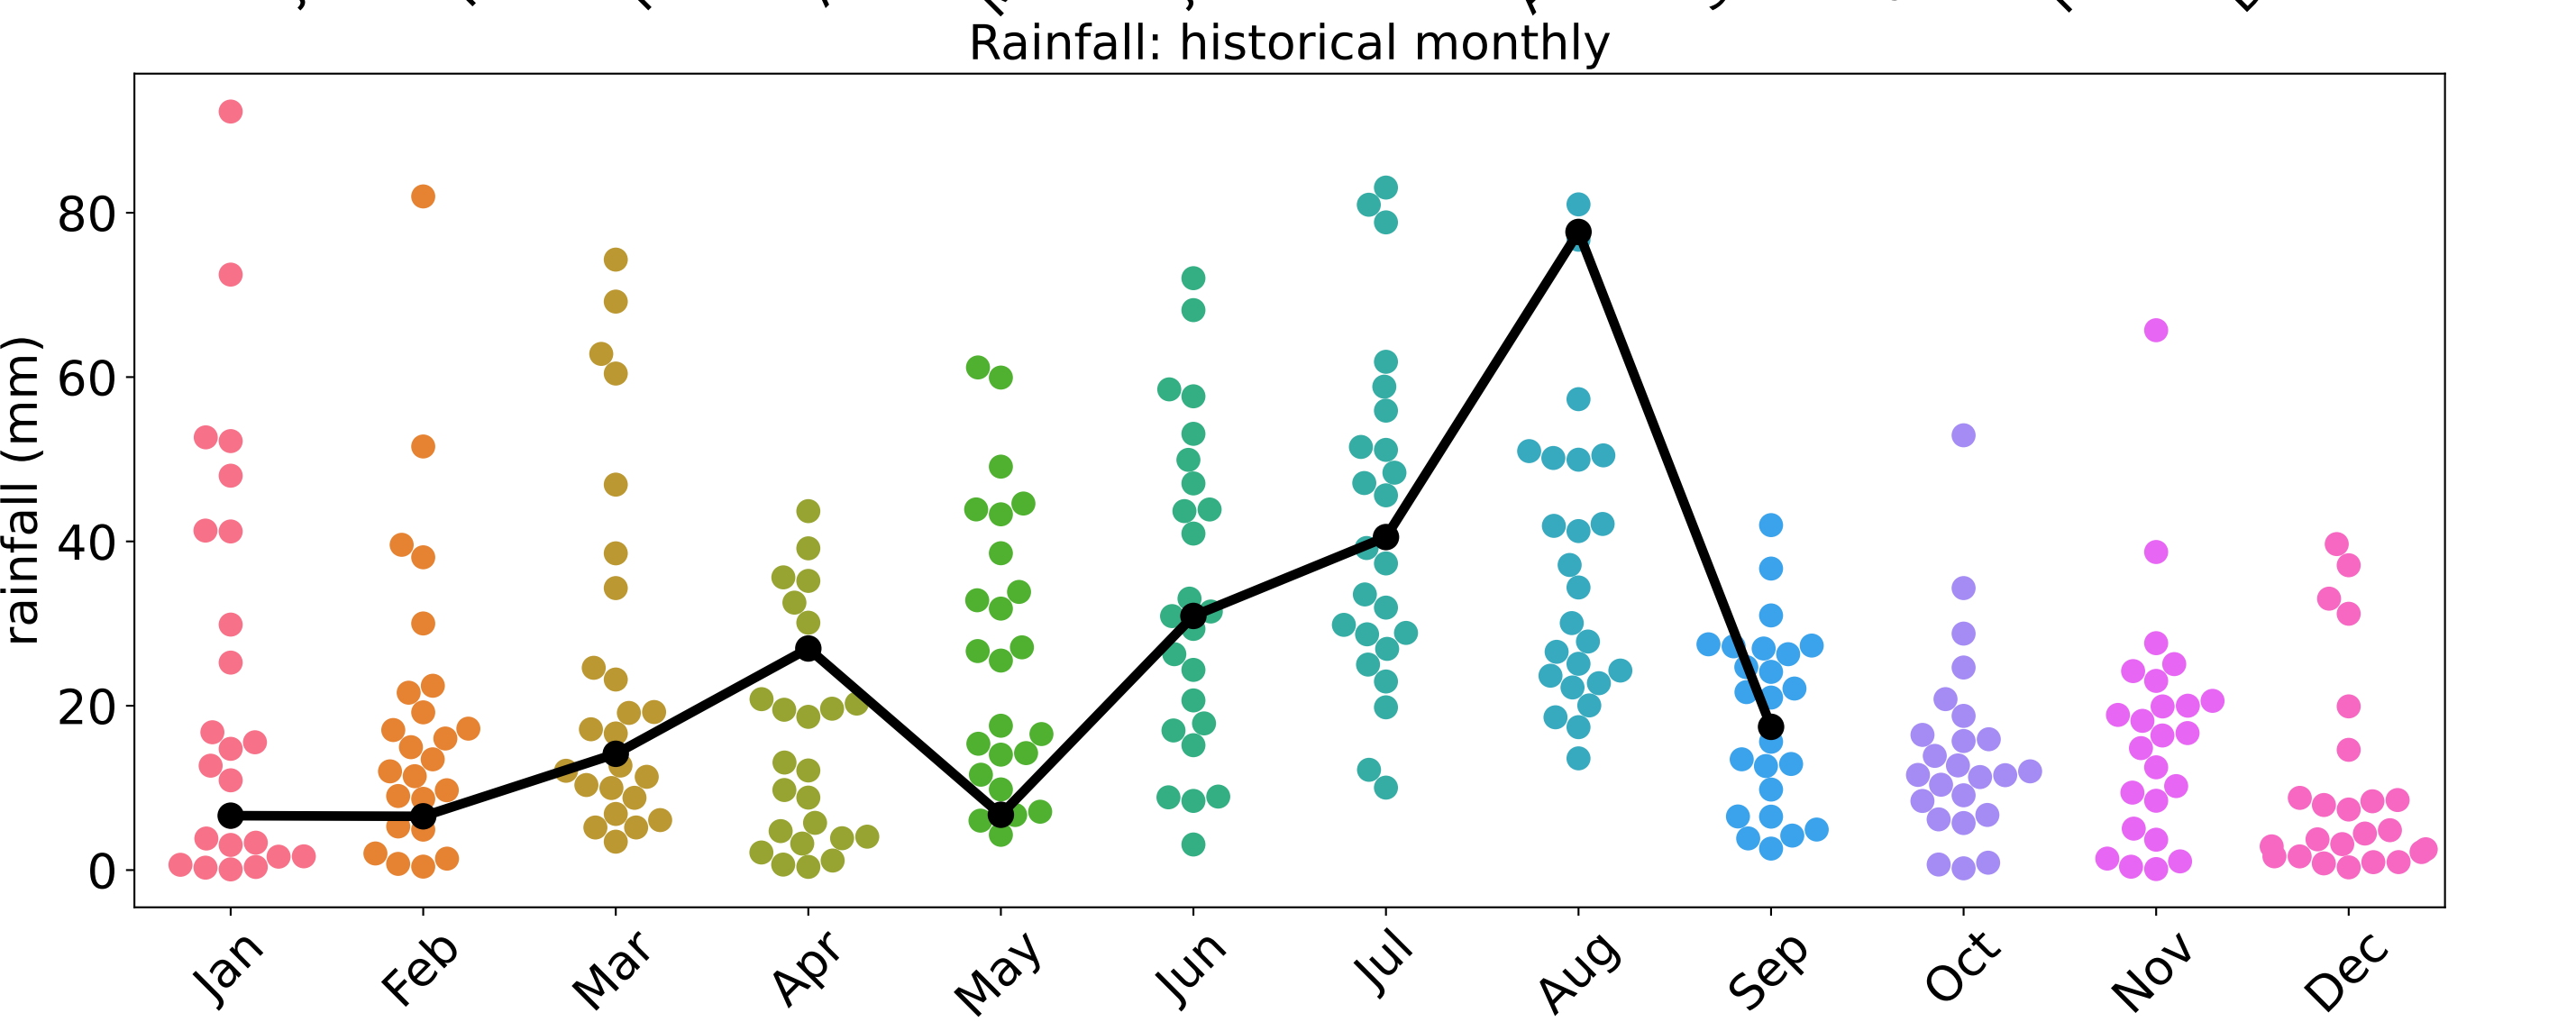 Rainfall: historical monthly
rainfall (mm)
80
60
40
20
0
Jan
Feb
Mar
Apr
May
Jun
Jul
Aug
Sep
Oct
Nov
Dec